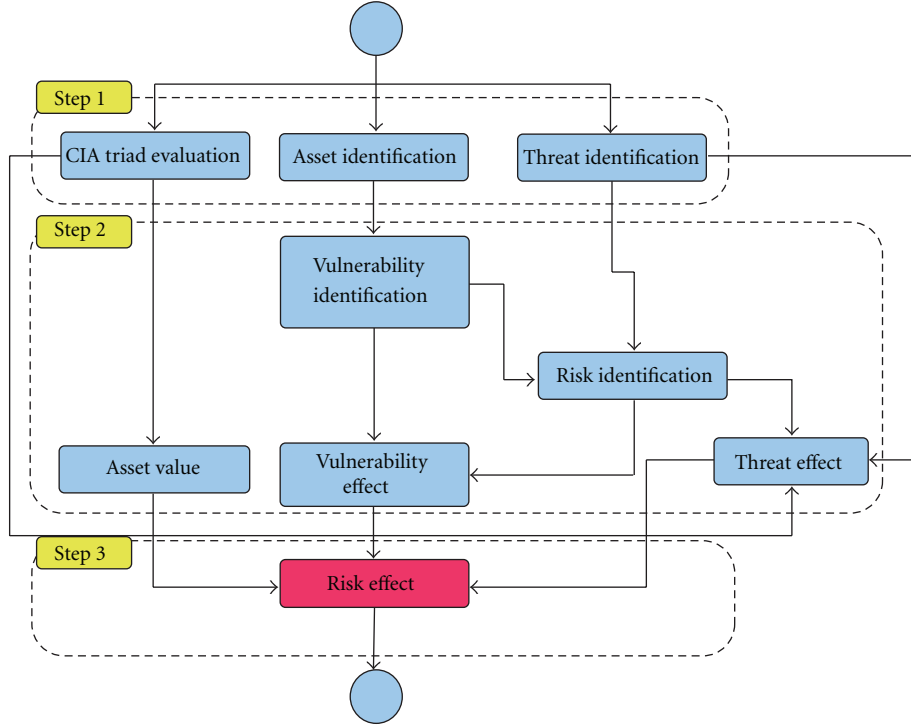 Step 1
CIA triad evaluation
Asset identification
Threat identification
Step 2
Vulnerability
identification
Risk identification
Asset value
Vulnerability
effect
Threat effect
Step 3
Risk effect